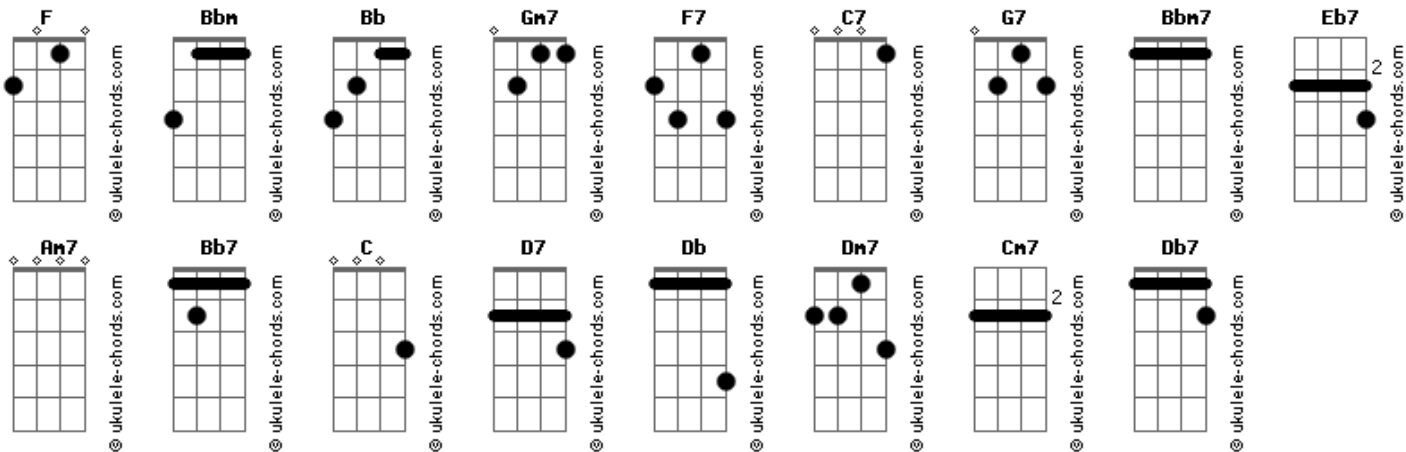 F Bbm Bb Gm7 F7 C7 G7 Bbm7 Eb7
2
© ukulele-chords.com © ukulele-chords.com © ukulele-chords.com © ukulele-chords.com © ukulele-chords.com © ukulele-chords.com © ukulele-chords.com © ukulele-chords.com © ukulele-chords.com
Am7 Bb7 C D7 Db Dm7 Cm7 Db7
2
© ukulele-chords.com © ukulele-chords.com © ukulele-chords.com © ukulele-chords.com © ukulele-chords.com © ukulele-chords.com © ukulele-chords.com © ukulele-chords.com